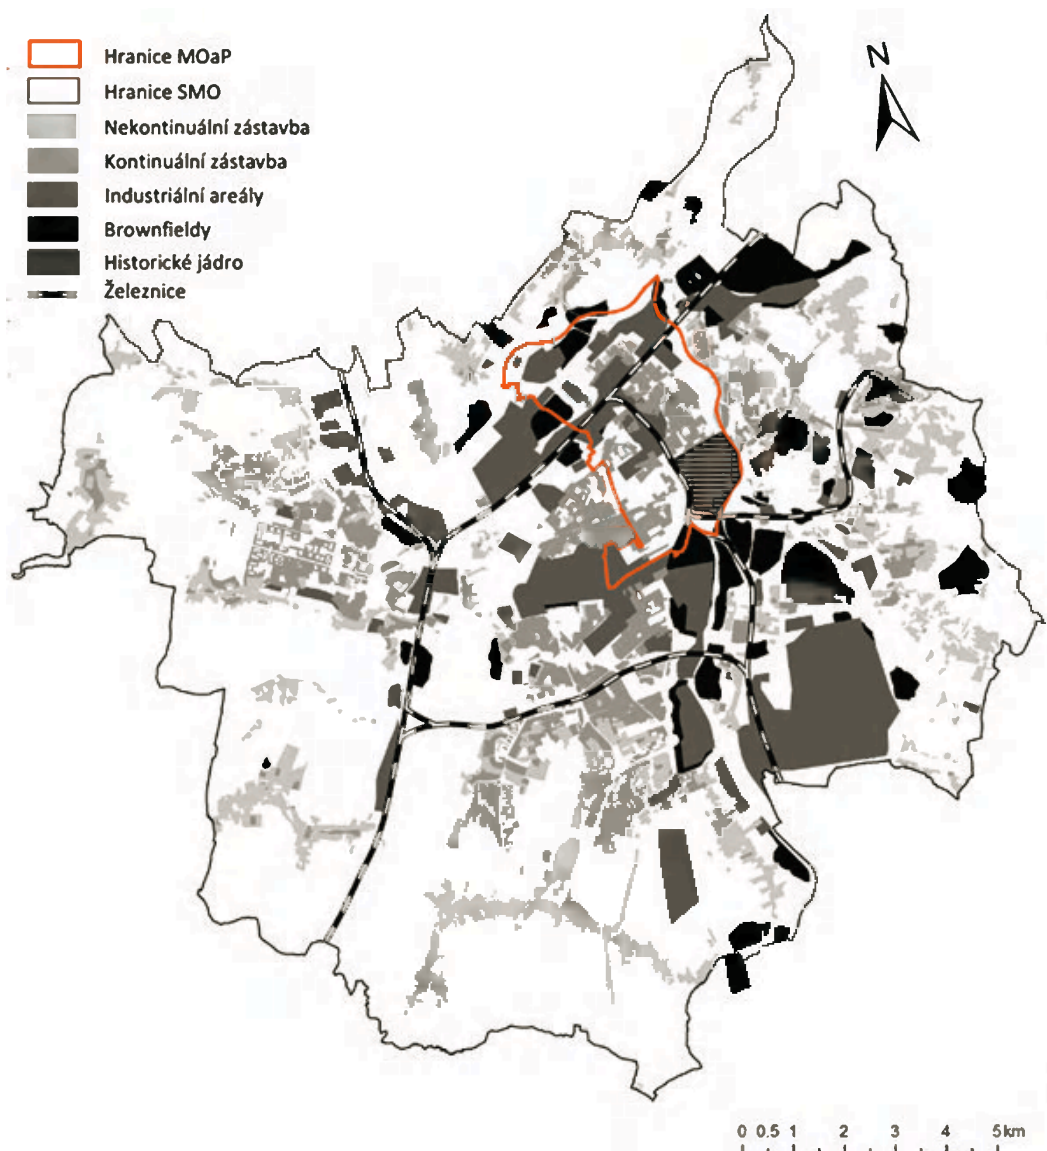 Hranice MOaP
Hranice SMO
Nekontinuální zástavba
Kontinuální zástavba
Industriální areály
Brownfieldy
Historické jádro
Železnice
N
0 0.5 1 2 3 4 5km